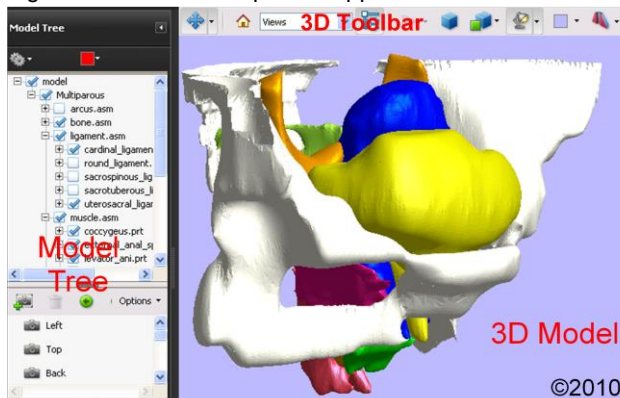 Model Tree
Views
3D Toolbar
model
Multiparous
arcus.asm
bone.asm
ligament.asm
cardinal_ligamen
round_ligament.
sacrospinous_lig
sacrotuberous_li
uterosacral_ligar
muscle.asm
coccygeus.prt
external_anal_s
levator_ani.prt
Model
Tree
Options
Left
Top
Back
3D Model
©2010